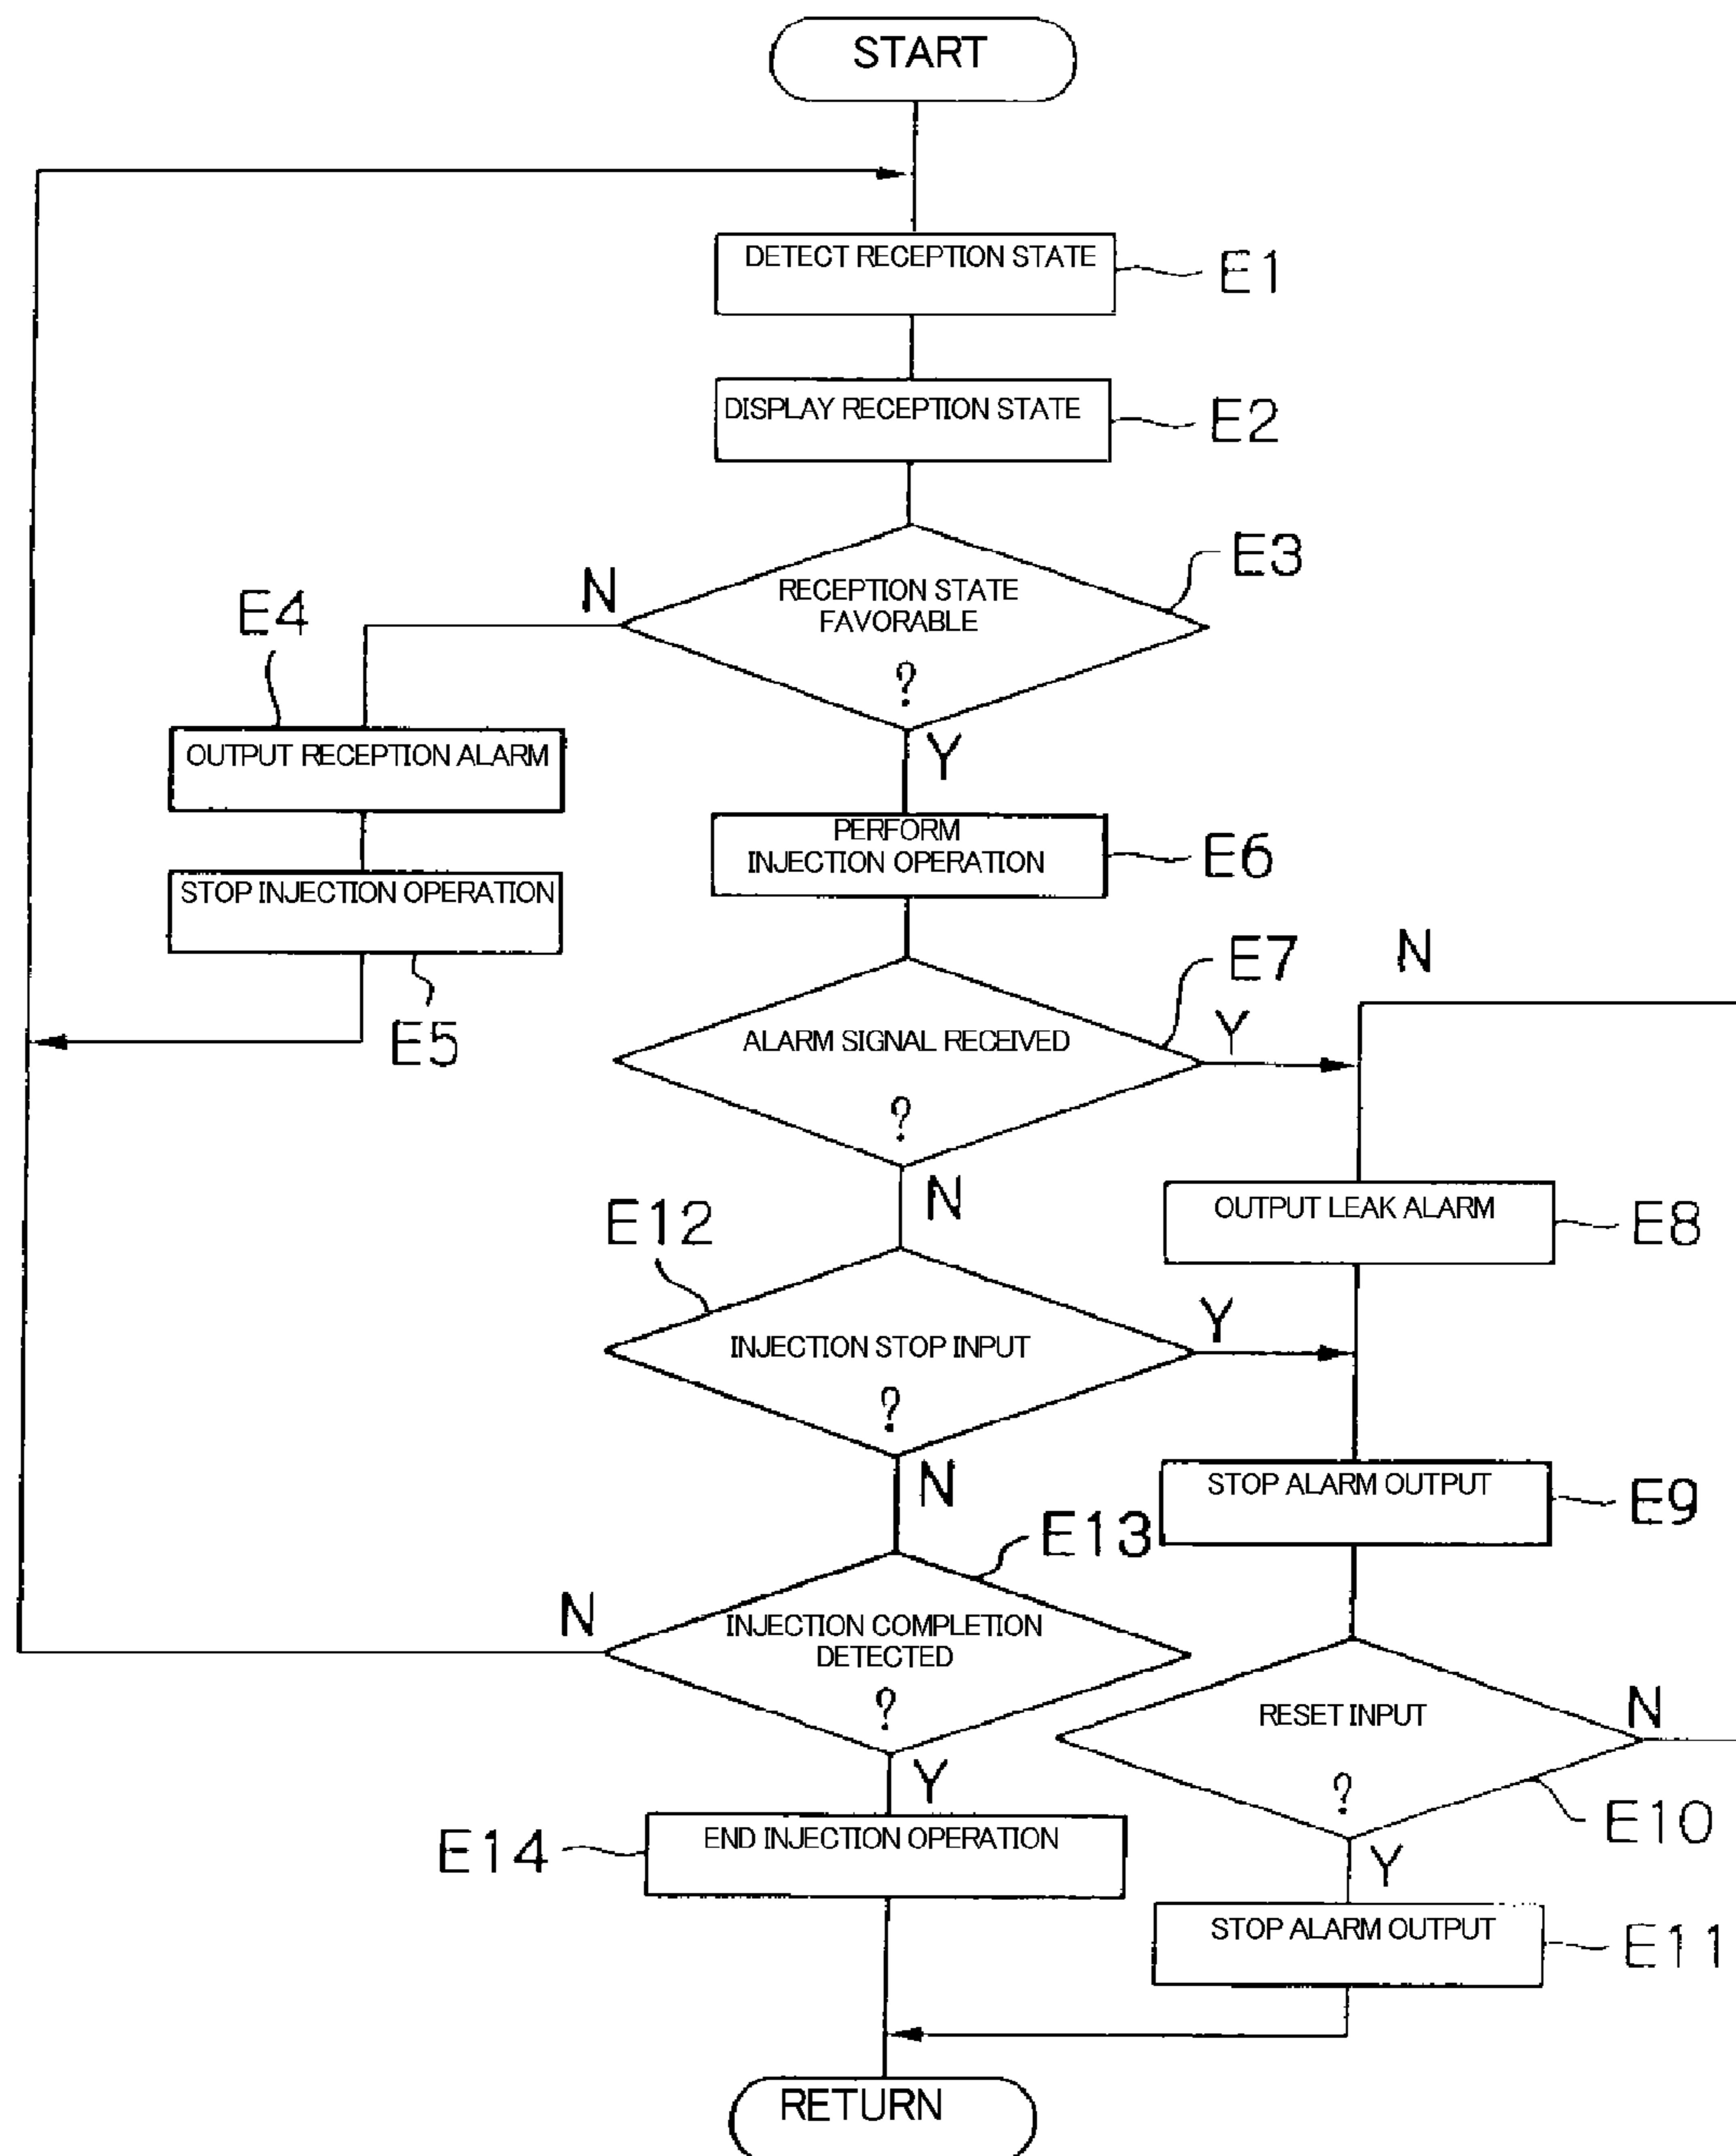 START
DETECT RECEPTION STATE
E1
DISPLAY RECEPTION STATE
E2
RECEPTION STATE
FAVORABLE
?
E3
N
Y
E4
OUTPUT RECEPTION ALARM
STOP INJECTION OPERATION
E5
PERFORM
INJECTION OPERATION
E6
ALARM SIGNAL RECEIVED
?
E7
Y
N
N
OUTPUT LEAK ALARM
E8
E12
INJECTION STOP INPUT
?
Y
N
STOP ALARM OUTPUT
E9
E13
INJECTION COMPLETION
DETECTED
?
N
Y
RESET INPUT
?
N
E10
Y
E14
END INJECTION OPERATION
STOP ALARM OUTPUT
E11
RETURN